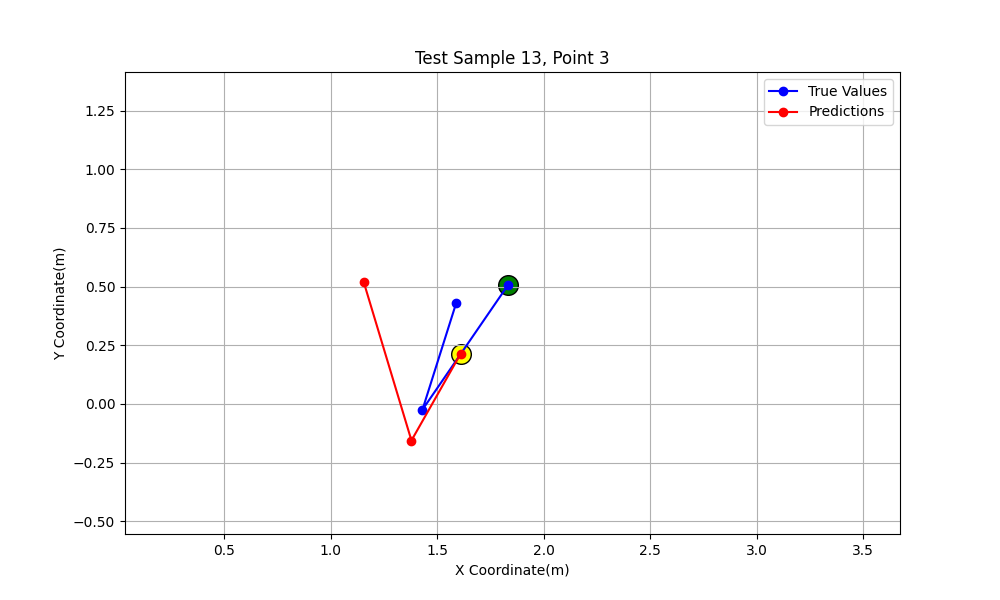 Test Sample 13, Point 3
True Values
Predictions
1.25
1.00
0.75
0.50
0.25
0.00
−0.25
−0.50
Y Coordinate(m)
0.5 1.0 1.5 2.0 2.5 3.0 3.5
X Coordinate(m)